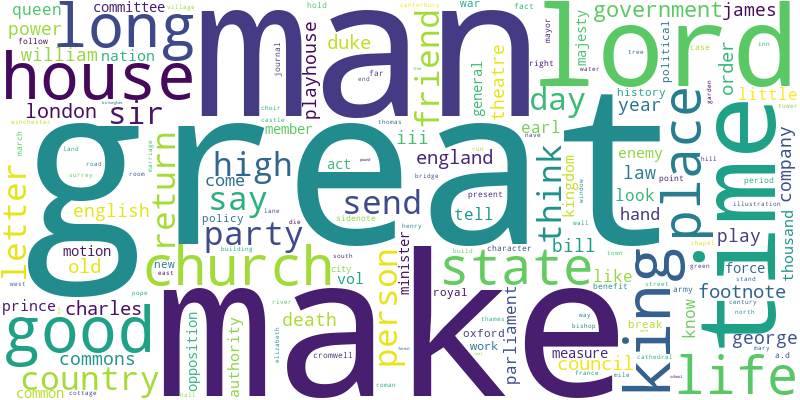 queen
committee
village
long
man
lord
hold
war
canterbury
fact
government
james
power
follow
william
nation
house
playhouse
journal
duke
friend
end
far
theatre
general
majesty
right
mayor
tree
political
case
water
inn
order
history
garden
little
london
sir
birmingham
choir
castle
thomas
member
iii
earl
day
year
enemy
law
place
time
tower
winchester
march
letter
land
road
surrey
room
marriage
return
great
high
act
england
come
say
policy
lane
bridge
run
nave
present
point
hill
period
company
illustration
window
think
kingdom
look
hand
thousand
english
motion
old
party
send
tell
die
sidenote
henry
building
wall
bill
play
chapel
green
new
west
east
church
south
city
vol
person
minister
build
character
state
town
like
benefit
king
street
army
force
stand
footnote
century
north
prince
charles
pope
river
royal
death
opposition
authority
elizabeth
cromwell
make
thames
oxford
work
bishop
parliament
way
break
know
george
good
commons
country
common
cottage
hall
roman
forest
measure
council
france
mile
cathedral
school
mary
a.d
life